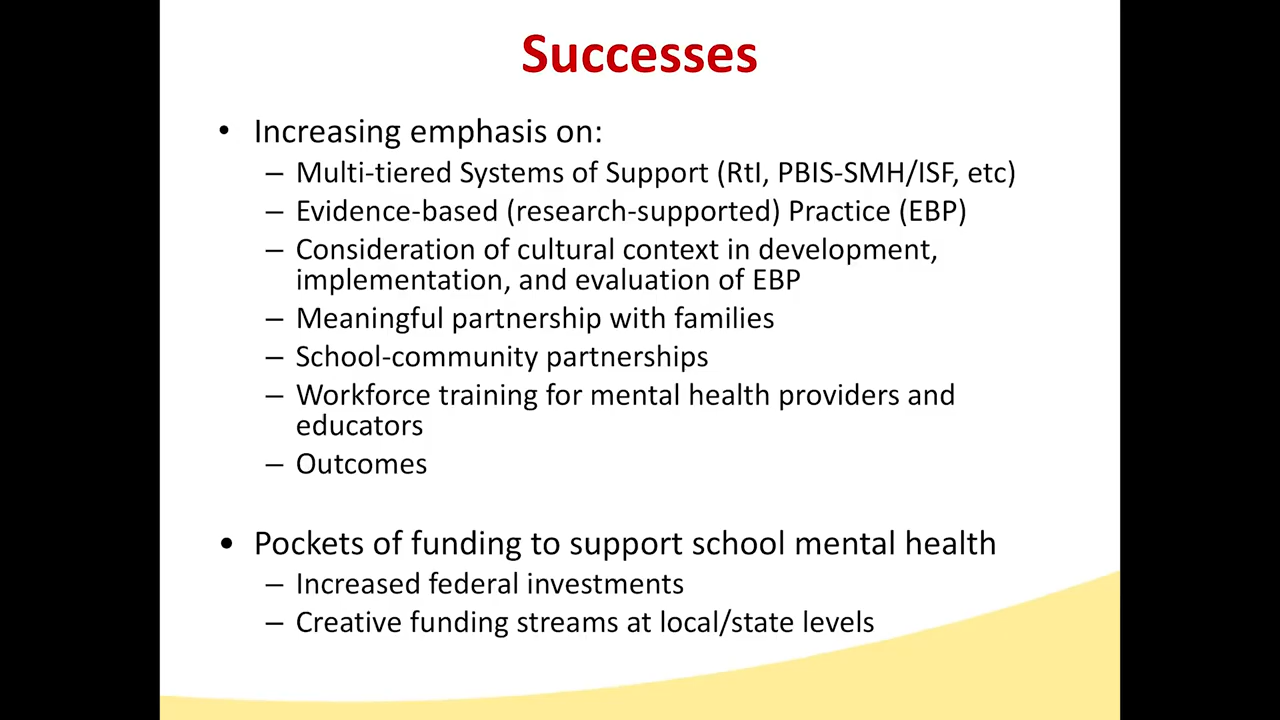 Successes
• Increasing emphasis on:
– Multi-tiered Systems of Support (RtI, PBIS-SMH/ISF, etc)
– Evidence-based (research-supported) Practice (EBP)
– Consideration of cultural context in development,
implementation, and evaluation of EBP
– Meaningful partnership with families
– School-community partnerships
– Workforce training for mental health providers and
educators
– Outcomes
• Pockets of funding to support school mental health
– Increased federal investments
– Creative funding streams at local/state levels